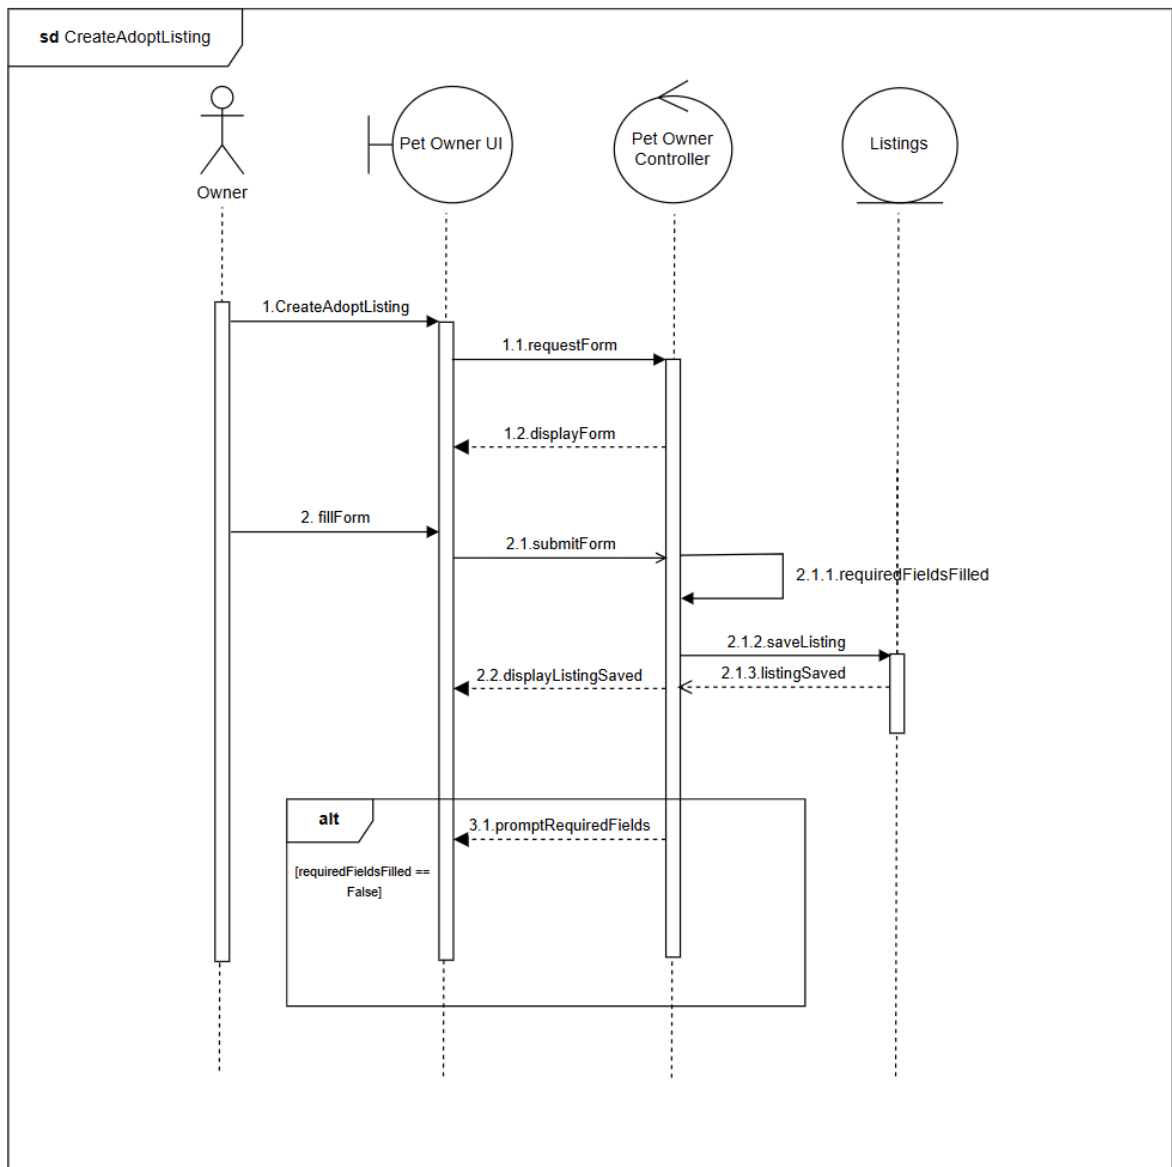 sd CreateAdoptListing
Owner
Pet Owner UI
Pet Owner
Controller
Listings
1.CreateAdoptListing
1.1.requestForm
1.2.displayForm
2. fillForm
2.1.submitForm
2.1.1.requiredFieldsFilled
2.1.2.saveListing
2.2.displayListingSaved
2.1.3.listingSaved
alt
3.1.promptRequiredFields
[requiredFieldsFilled ==
False]